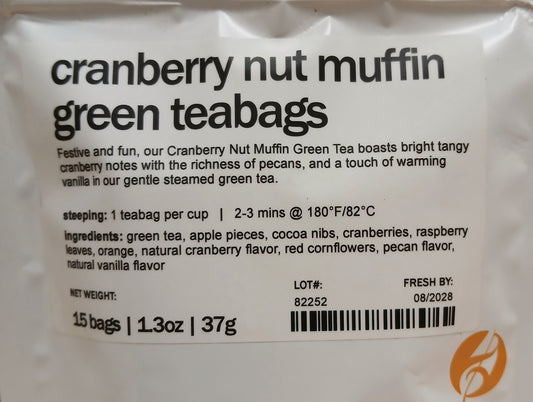 cranberry nut muffin
green teabags
Festive and fun, our Cranberry Nut Muffin Green Tea boasts bright tangy
cranberry notes with the richness of pecans, and a touch of warming
vanilla in our gentle steamed green tea.
steeping: 1 teabag per cup | 2-3 mins @ 180°F/82°C
ingredients: green tea, apple pieces, cocoa nibs, cranberries, raspberry
leaves, orange, natural cranberry flavor, red cornflowers, pecan flavor,
natural vanilla flavor
NET WEIGHT:
15 bags | 1.3oz | 37g
LOT#:
82252
FRESH BY:
08/2028